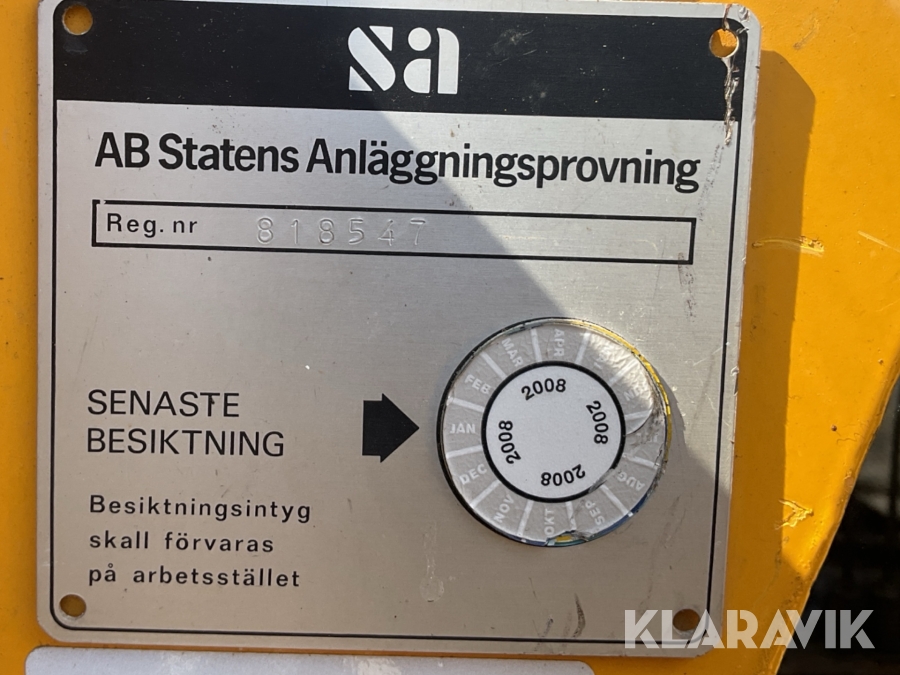 sa
AB Statens Anläggningsprovning
Reg. nr 818547
SENASTE
BESIKTNING
Besiktningsintyg
skall förvaras
på arbetsstället
JAN
FEB
MAR
APR
AUG
SEP
OKT
NOV
DEC
2008
2008
2008
2008
KLARAVIK